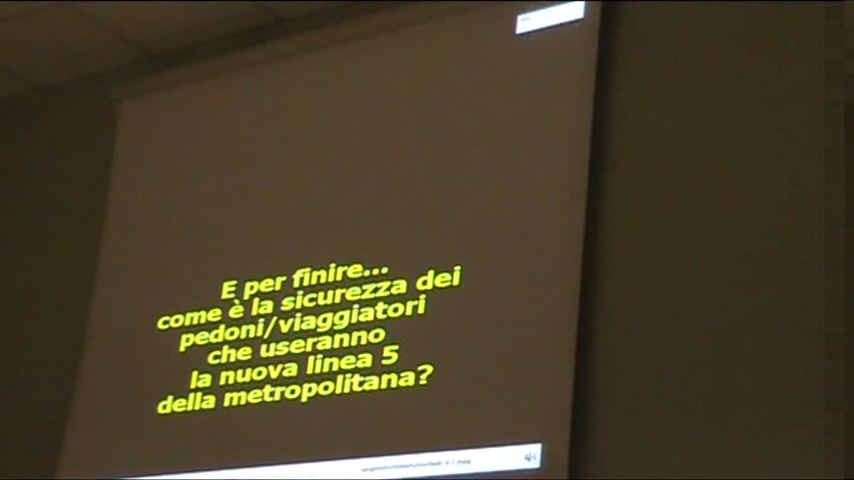 E per finire...
come è la sicurezza dei
pedoni/viaggiatori
che useranno
la nuova linea 5
della metropolitana?